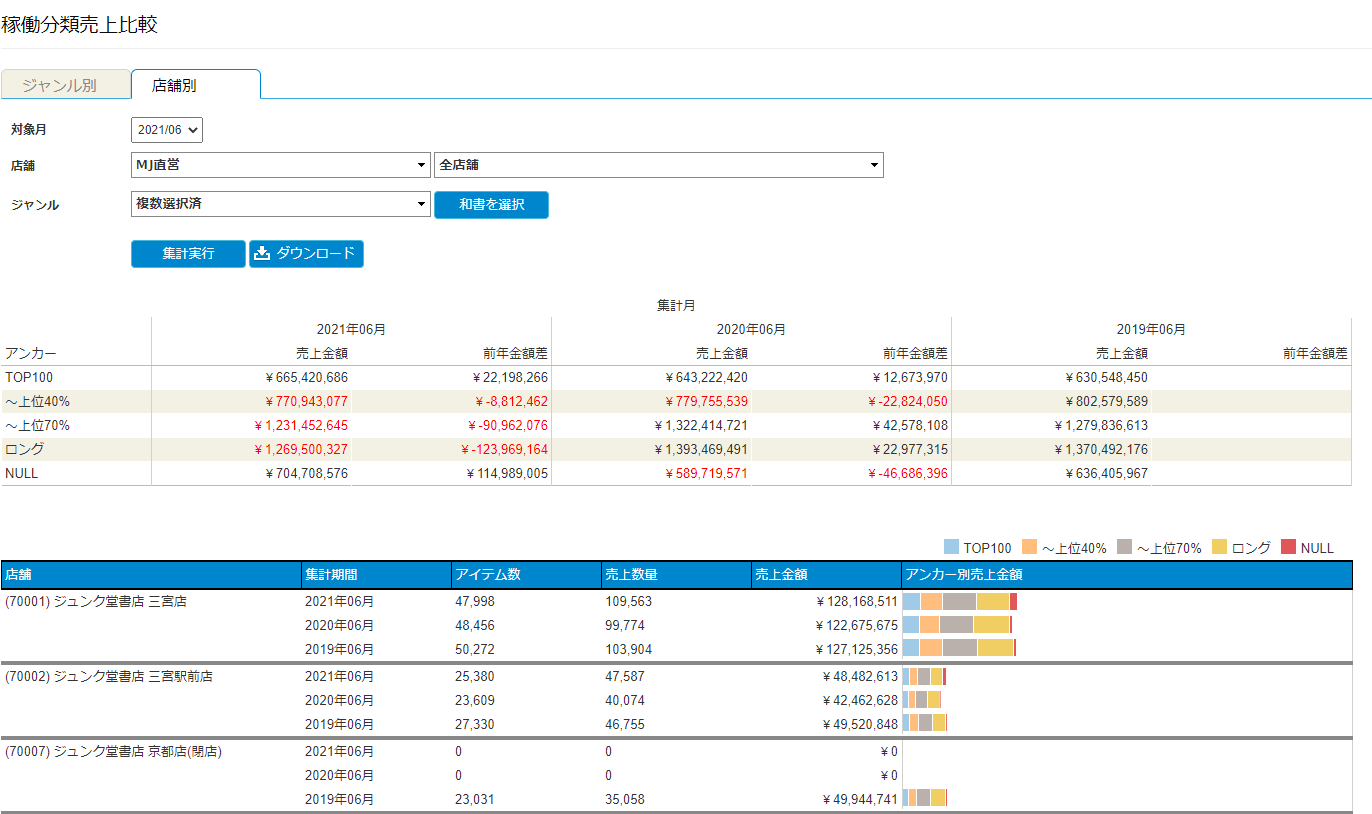 稼働分類売上比較
ジャンル別 店舗別
対象月 2021/06
店舗 MJ直営 全店舗
ジャンル 複数選択済 和書を選択
集計実行 ダウンロード
集計月
2021年06月 2020年06月 2019年06月
アンカー 売上金額 前年金額差 売上金額 前年金額差 売上金額 前年金額差
TOP100 ¥665,420,686 ¥22,198,266 ¥643,222,420 ¥12,673,970 ¥630,548,450
～上位40% ¥770,943,077 ¥-8,812,462 ¥779,755,539 ¥-22,824,050 ¥802,579,589
～上位70% ¥1,231,452,645 ¥-90,962,076 ¥1,322,414,721 ¥42,578,108 ¥1,279,836,613
ロング ¥1,269,500,327 ¥-123,969,164 ¥1,393,469,491 ¥22,977,315 ¥1,370,492,176
NULL ¥704,708,576 ¥114,989,005 ¥589,719,571 ¥-46,686,396 ¥636,405,967
TOP100 ～上位40% ～上位70% ロング NULL
店舗 集計期間 アイテム数 売上数量 売上金額 アンカー別売上金額
(70001) ジュンク堂書店 三宮店 2021年06月 47,998 109,563 ¥128,168,511
2020年06月 48,456 99,774 ¥122,675,675
2019年06月 50,272 103,904 ¥127,125,356
(70002) ジュンク堂書店 三宮駅前店 2021年06月 25,380 47,587 ¥48,482,613
2020年06月 23,609 40,074 ¥42,462,628
2019年06月 27,330 46,755 ¥49,520,848
(70007) ジュンク堂書店 京都店(閉店) 2021年06月 0 0 ¥0
2020年06月 0 0 ¥0
2019年06月 23,031 35,058 ¥49,944,741